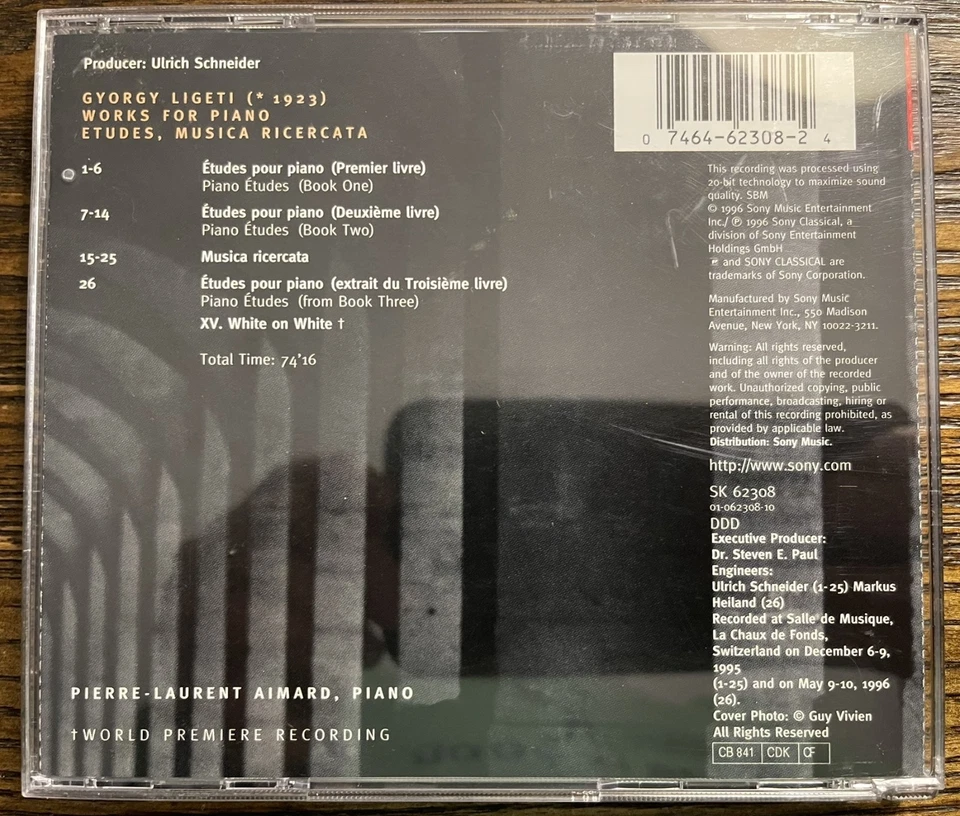 Producer: Ulrich Schneider
GYORGY LIGETI (* 1923)
WORKS FOR PIANO
ETUDES, MUSICA RICERCATA
1-6 Études pour piano (Premier livre)
Piano Études (Book One)
7-14 Études pour piano (Deuxième livre)
Piano Études (Book Two)
15-25 Musica ricercata
26 Études pour piano (extrait du Troisième livre)
Piano Études (from Book Three)
XV. White on White †
Total Time: 74'16
PIERRE-LAURENT AIMARD, PIANO
†WORLD PREMIERE RECORDING
0 7464-62308-2 4
This recording was processed using
20-bit technology to maximize sound
quality. SBM
© 1996 Sony Music Entertainment
Inc./ ℗ 1996 Sony Classical, a
division of Sony Entertainment
Holdings GmbH
and SONY CLASSICAL are
trademarks of Sony Corporation.
Manufactured by Sony Music
Entertainment Inc., 550 Madison
Avenue, New York, NY 10022-3211.
Warning: All rights reserved,
including all rights of the producer
and of the owner of the recorded
work. Unauthorized copying, public
performance, broadcasting, hiring or
rental of this recording prohibited, as
provided by applicable law.
Distribution: Sony Music.
http://www.sony.com
SK 62308
01-062308-10
DDD
Executive Producer:
Dr. Steven E. Paul
Engineers:
Ulrich Schneider (1-25) Markus
Heiland (26)
Recorded at Salle de Musique,
La Chaux de Fonds,
Switzerland on December 6-9,
1995
(1-25) and on May 9-10, 1996
(26).
Cover Photo: © Guy Vivien
All Rights Reserved
CB 841 CDK CF